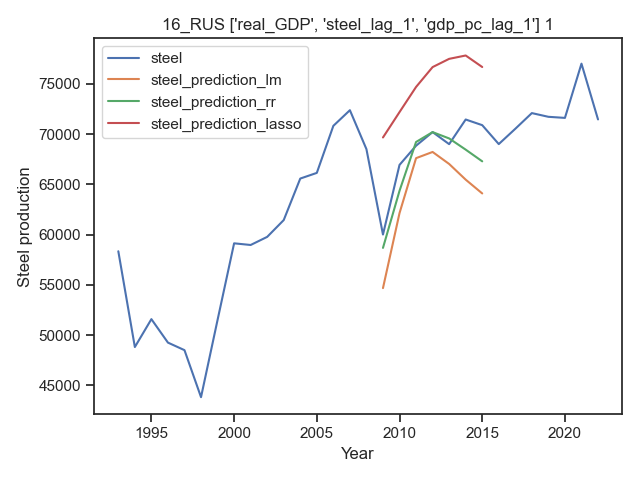 16_RUS ['real_GDP', 'steel_lag_1', 'gdp_pc_lag_1'] 1
steel
steel_prediction_lm
steel_prediction_rr
steel_prediction_lasso
75000
70000
65000
60000
55000
50000
45000
Steel production
1995
2000
2005
2010
2015
2020
Year